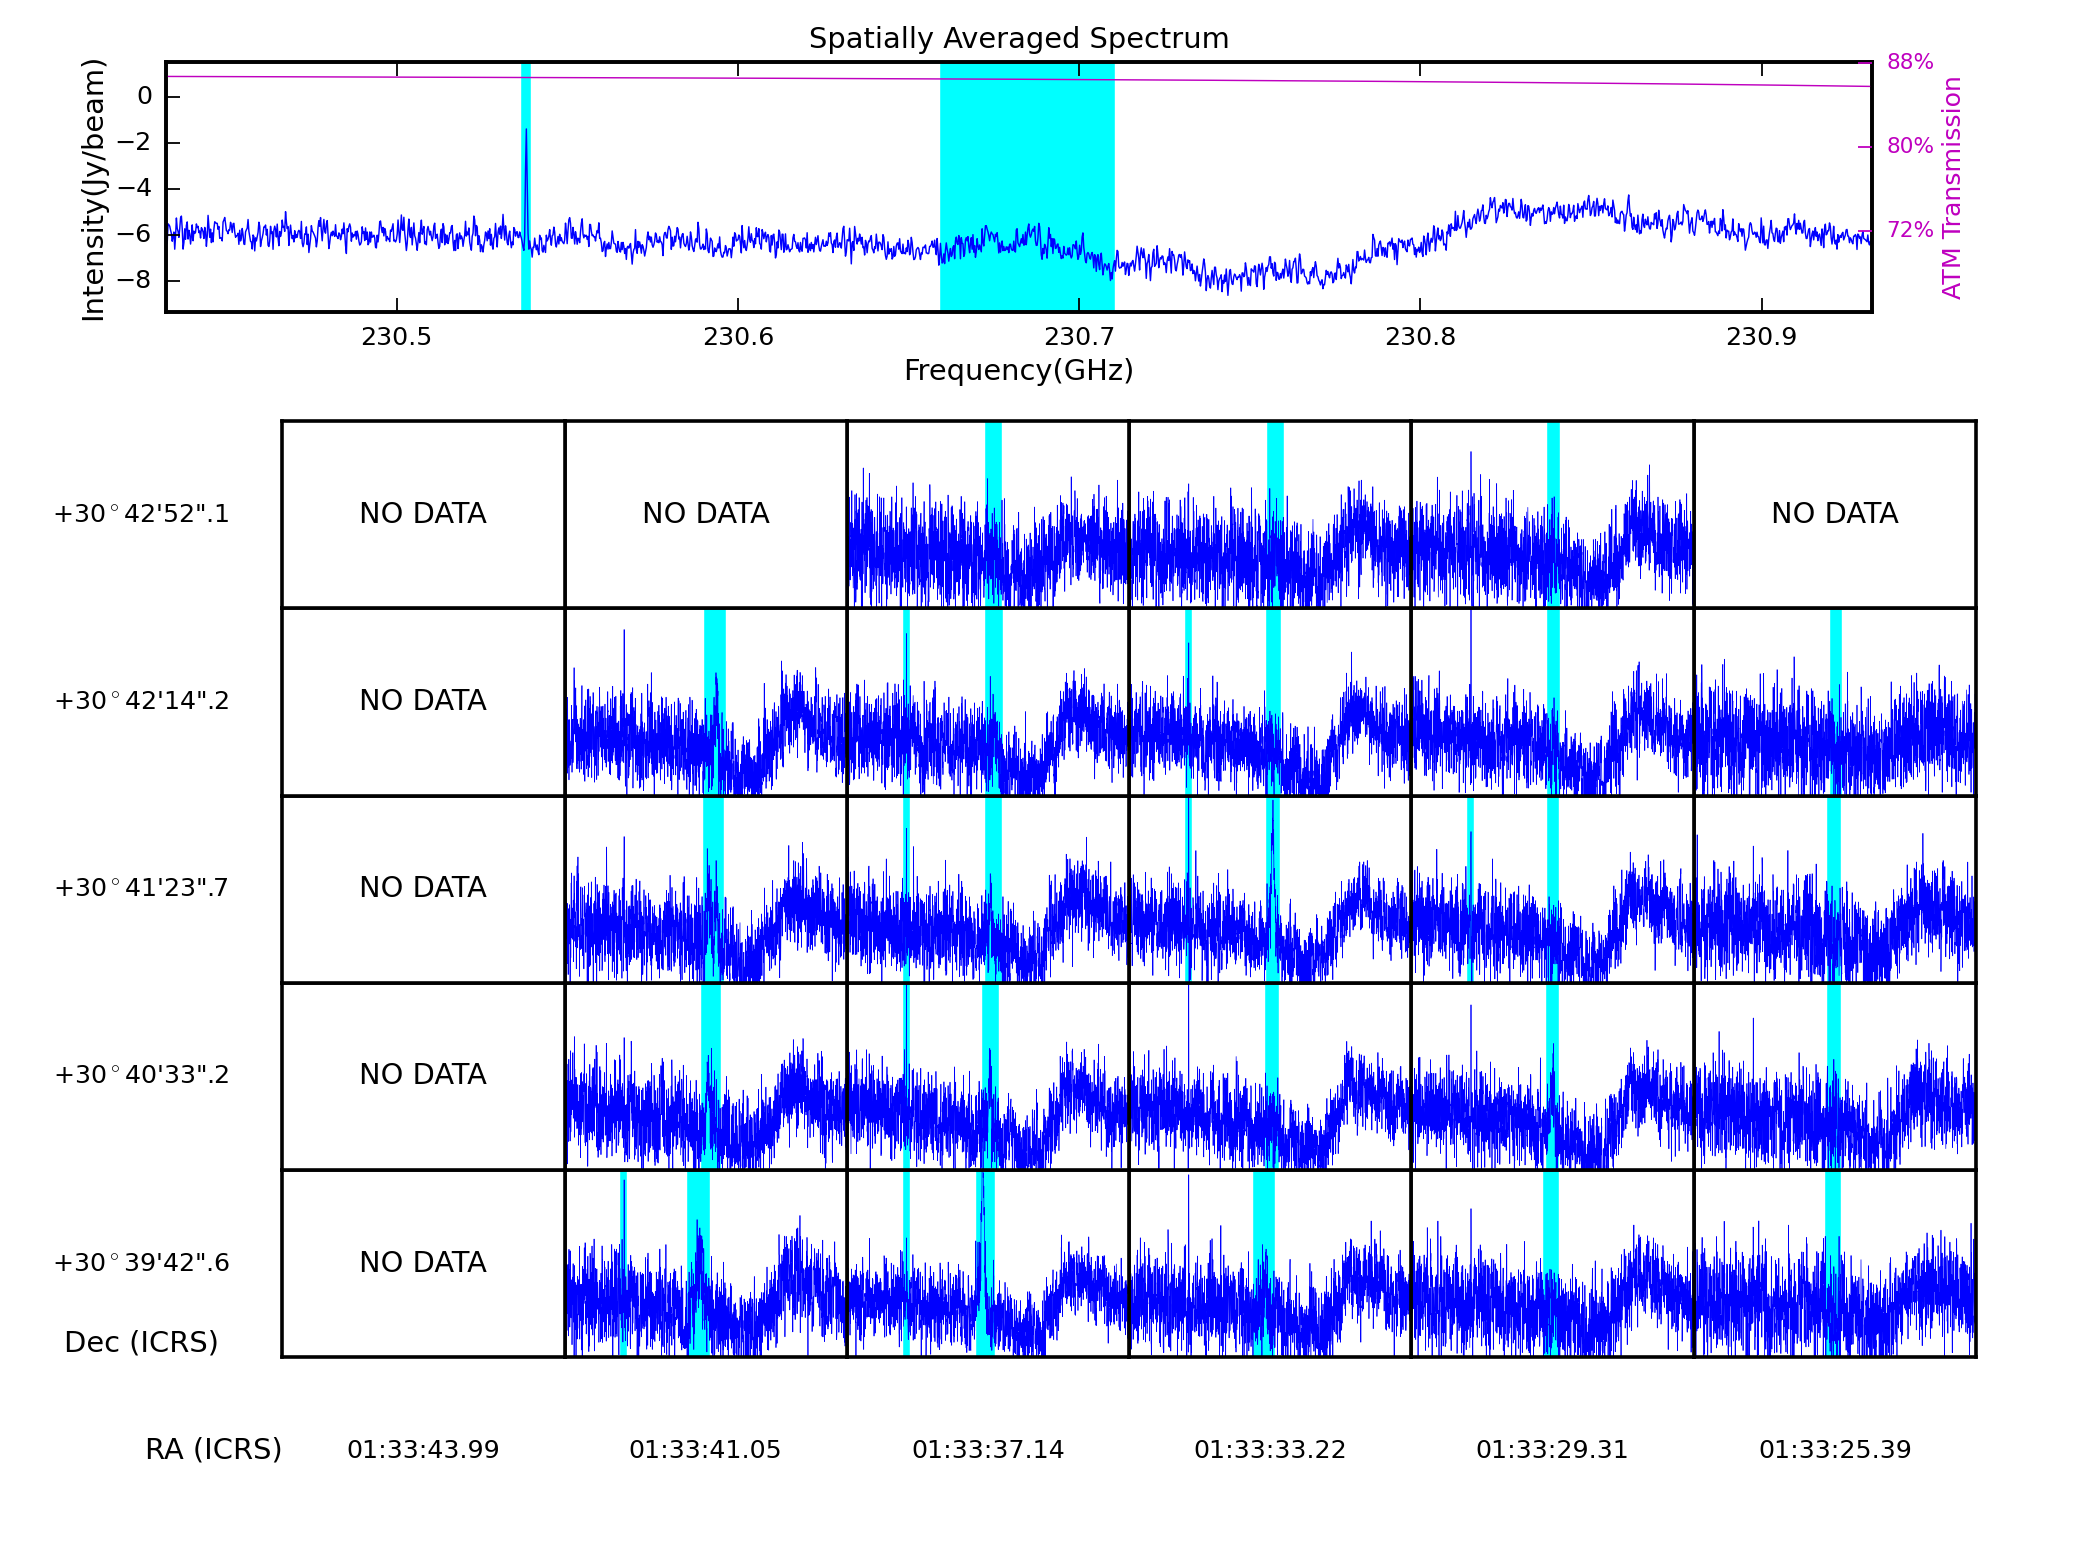 Spatially Averaged Spectrum
Intensity(Jy/beam)
0
−2
−4
−6
−8
88%
80%
72%
ATM Transmission
230.5 230.6 230.7 230.8 230.9
Frequency(GHz)
+30°42'52".1 NO DATA NO DATA NO DATA
+30°42'14".2 NO DATA
+30°41'23".7 NO DATA
+30°40'33".2 NO DATA
+30°39'42".6 NO DATA
Dec (ICRS)
RA (ICRS) 01:33:43.99 01:33:41.05 01:33:37.14 01:33:33.22 01:33:29.31 01:33:25.39